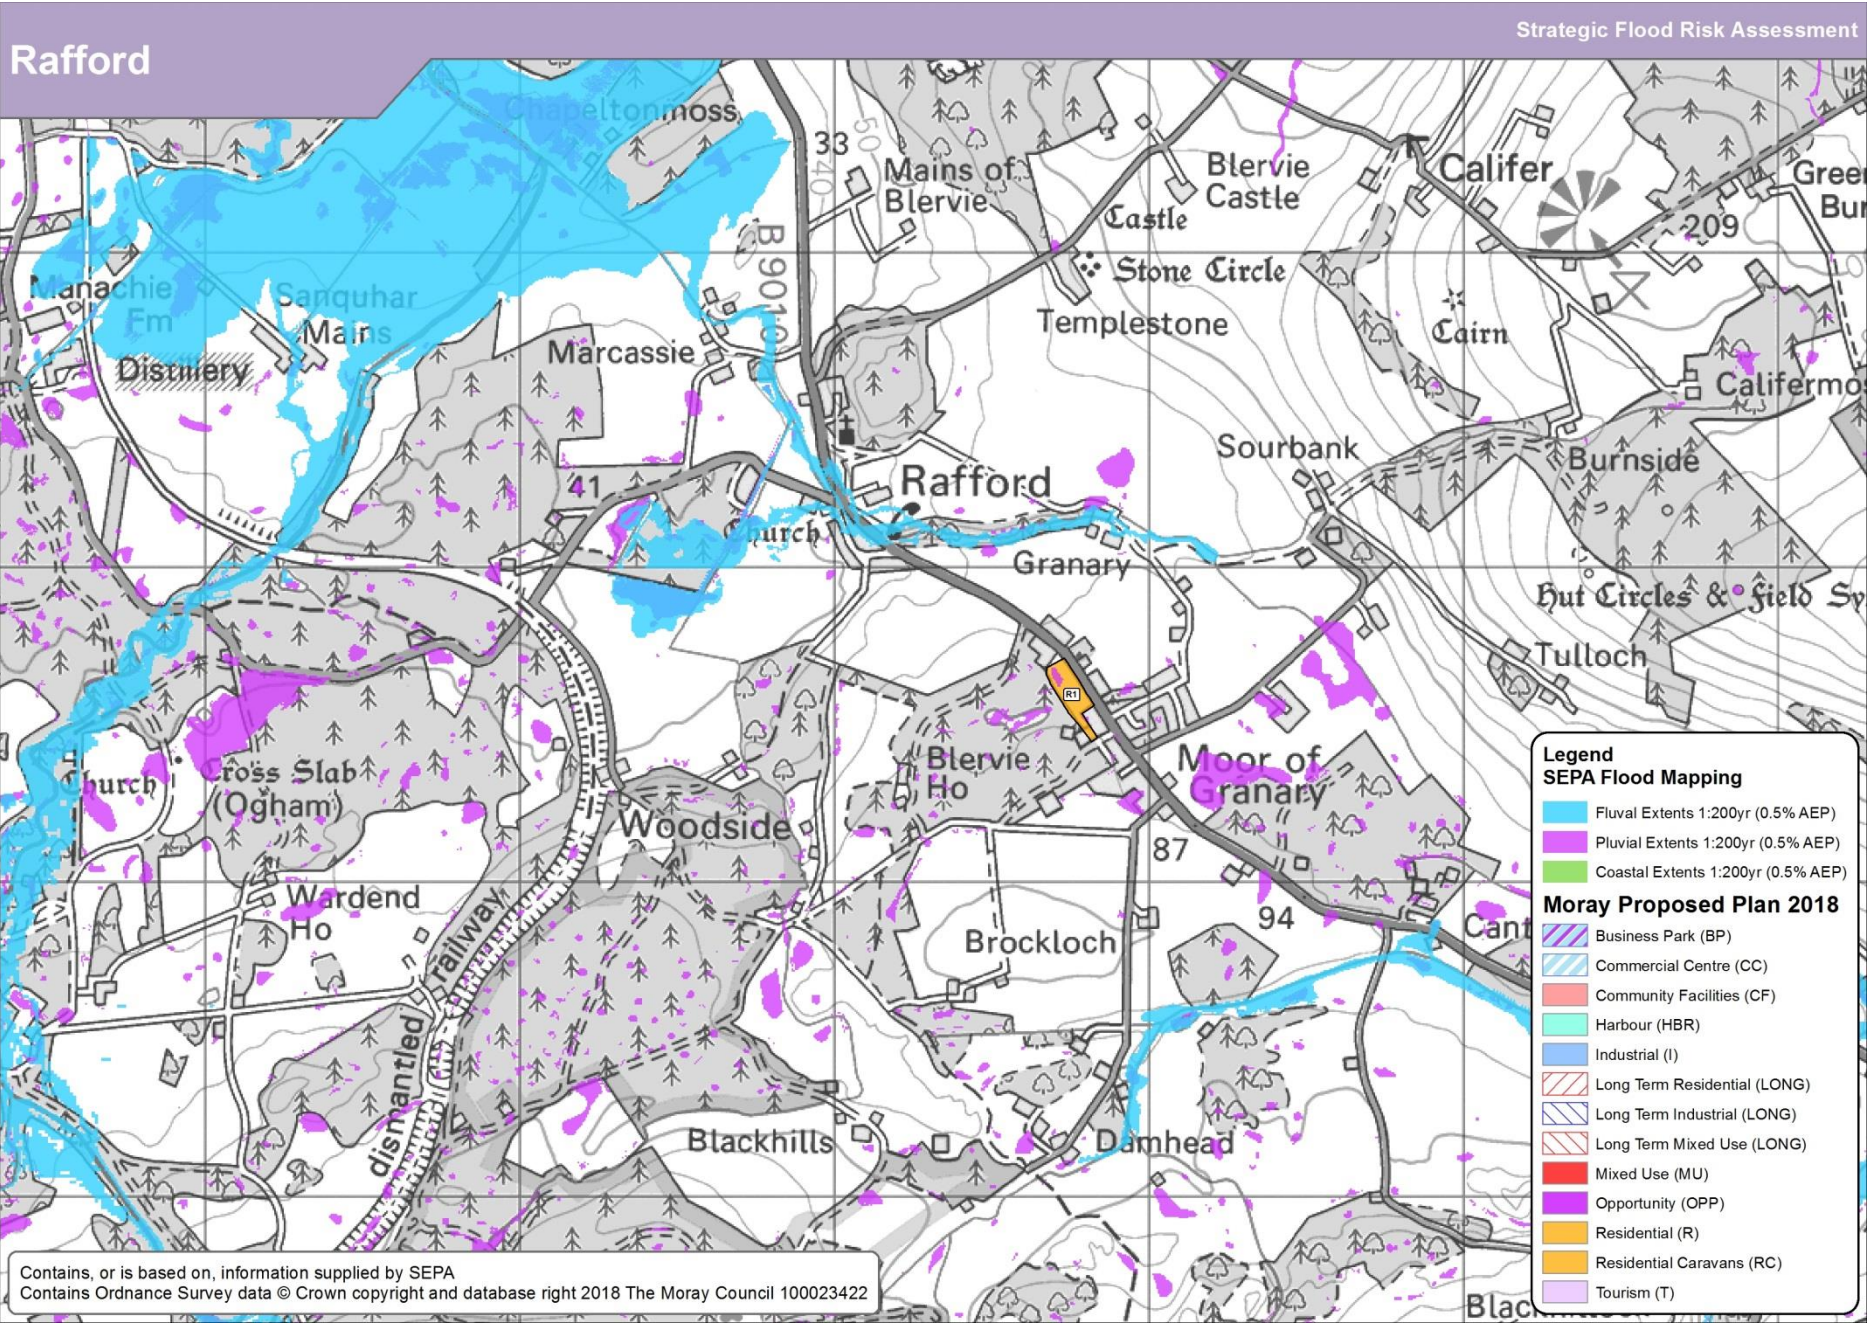 Rafford
Strategic Flood Risk Assessment
Chapeltonmoss
33
40
50
Mains of
Blervie
Blervie
Castle
Califer
Castle
209
B 9010
Stone Circle
Manachie
Fm
Sanquhar
Mains
Templestone
Cairn
Distillery
Marcassie
Sourbank
Burnside
41
Rafford
Church
Granary
Hut Circles & Field Sy
Tulloch
R1
Church
Cross Slab
(Ogham)
Blervie
Ho
Moor of
Granary
Woodside
87
Wardend
Ho
94
Cant
Brockloch
dismantled railway
Blackhills
Damhead
Legend
SEPA Flood Mapping
Fluval Extents 1:200yr (0.5% AEP)
Pluvial Extents 1:200yr (0.5% AEP)
Coastal Extents 1:200yr (0.5% AEP)
Moray Proposed Plan 2018
Business Park (BP)
Commercial Centre (CC)
Community Facilities (CF)
Harbour (HBR)
Industrial (I)
Long Term Residential (LONG)
Long Term Industrial (LONG)
Long Term Mixed Use (LONG)
Mixed Use (MU)
Opportunity (OPP)
Residential (R)
Residential Caravans (RC)
Tourism (T)
Contains, or is based on, information supplied by SEPA
Contains Ordnance Survey data © Crown copyright and database right 2018 The Moray Council 100023422